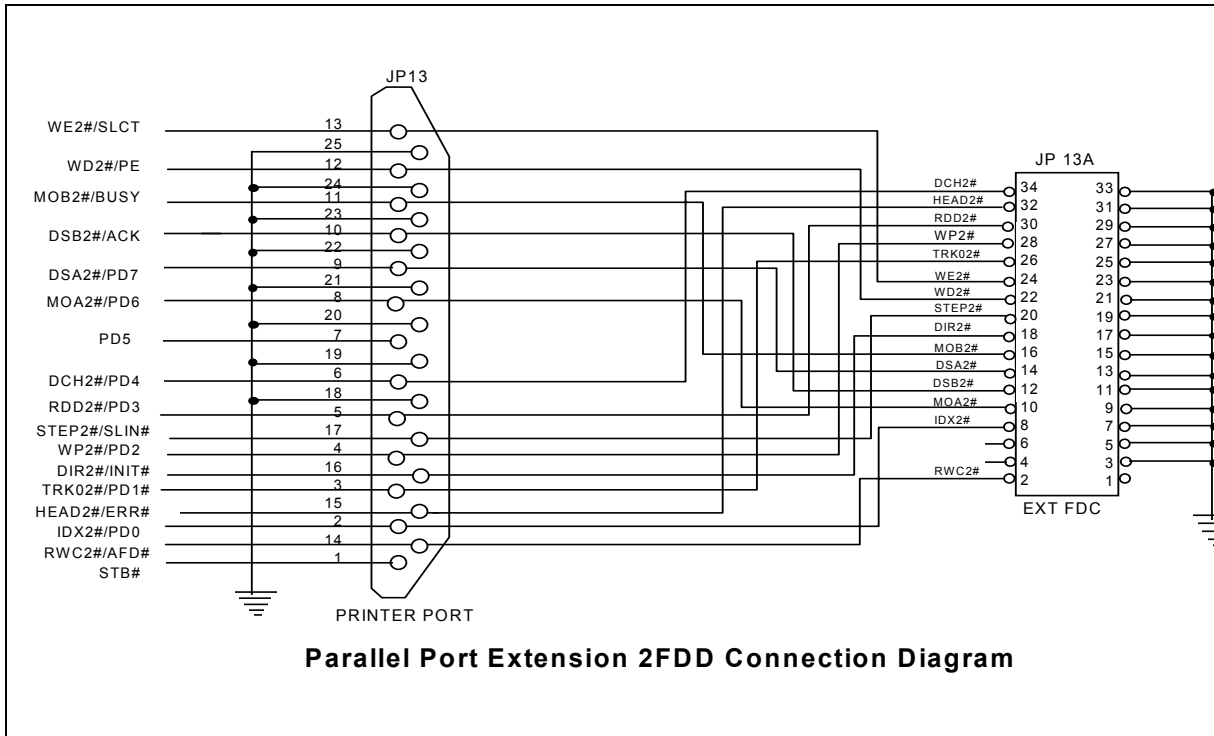 JP13
WE2#/SLCT
WD2#/PE
MOB2#/BUSY
DSB2#/ACK
DSA2#/PD7
MOA2#/PD6
PD5
DCH2#/PD4
RDD2#/PD3
STEP2#/SLIN#
WP2#/PD2
DIR2#/INIT#
TRK02#/PD1#
HEAD2#/ERR#
IDX2#/PD0
RWC2#/AFD#
STB#
13
25
12
24
11
23
10
22
9
21
8
20
7
19
6
18
5
17
4
16
3
15
2
14
1
PRINTER PORT
JP 13A
DCH2#
HEAD2#
RDD2#
WP2#
TRK02#
WE2#
WD2#
STEP2#
DIR2#
MOB2#
DSA2#
DSB2#
MOA2#
IDX2#
RWC2#
34 33
32 31
30 29
28 27
26 25
24 23
22 21
20 19
18 17
16 15
14 13
12 11
10 9
8 7
6 5
4 3
2 1
EXT FDC
Parallel Port Extension 2FDD Connection Diagram